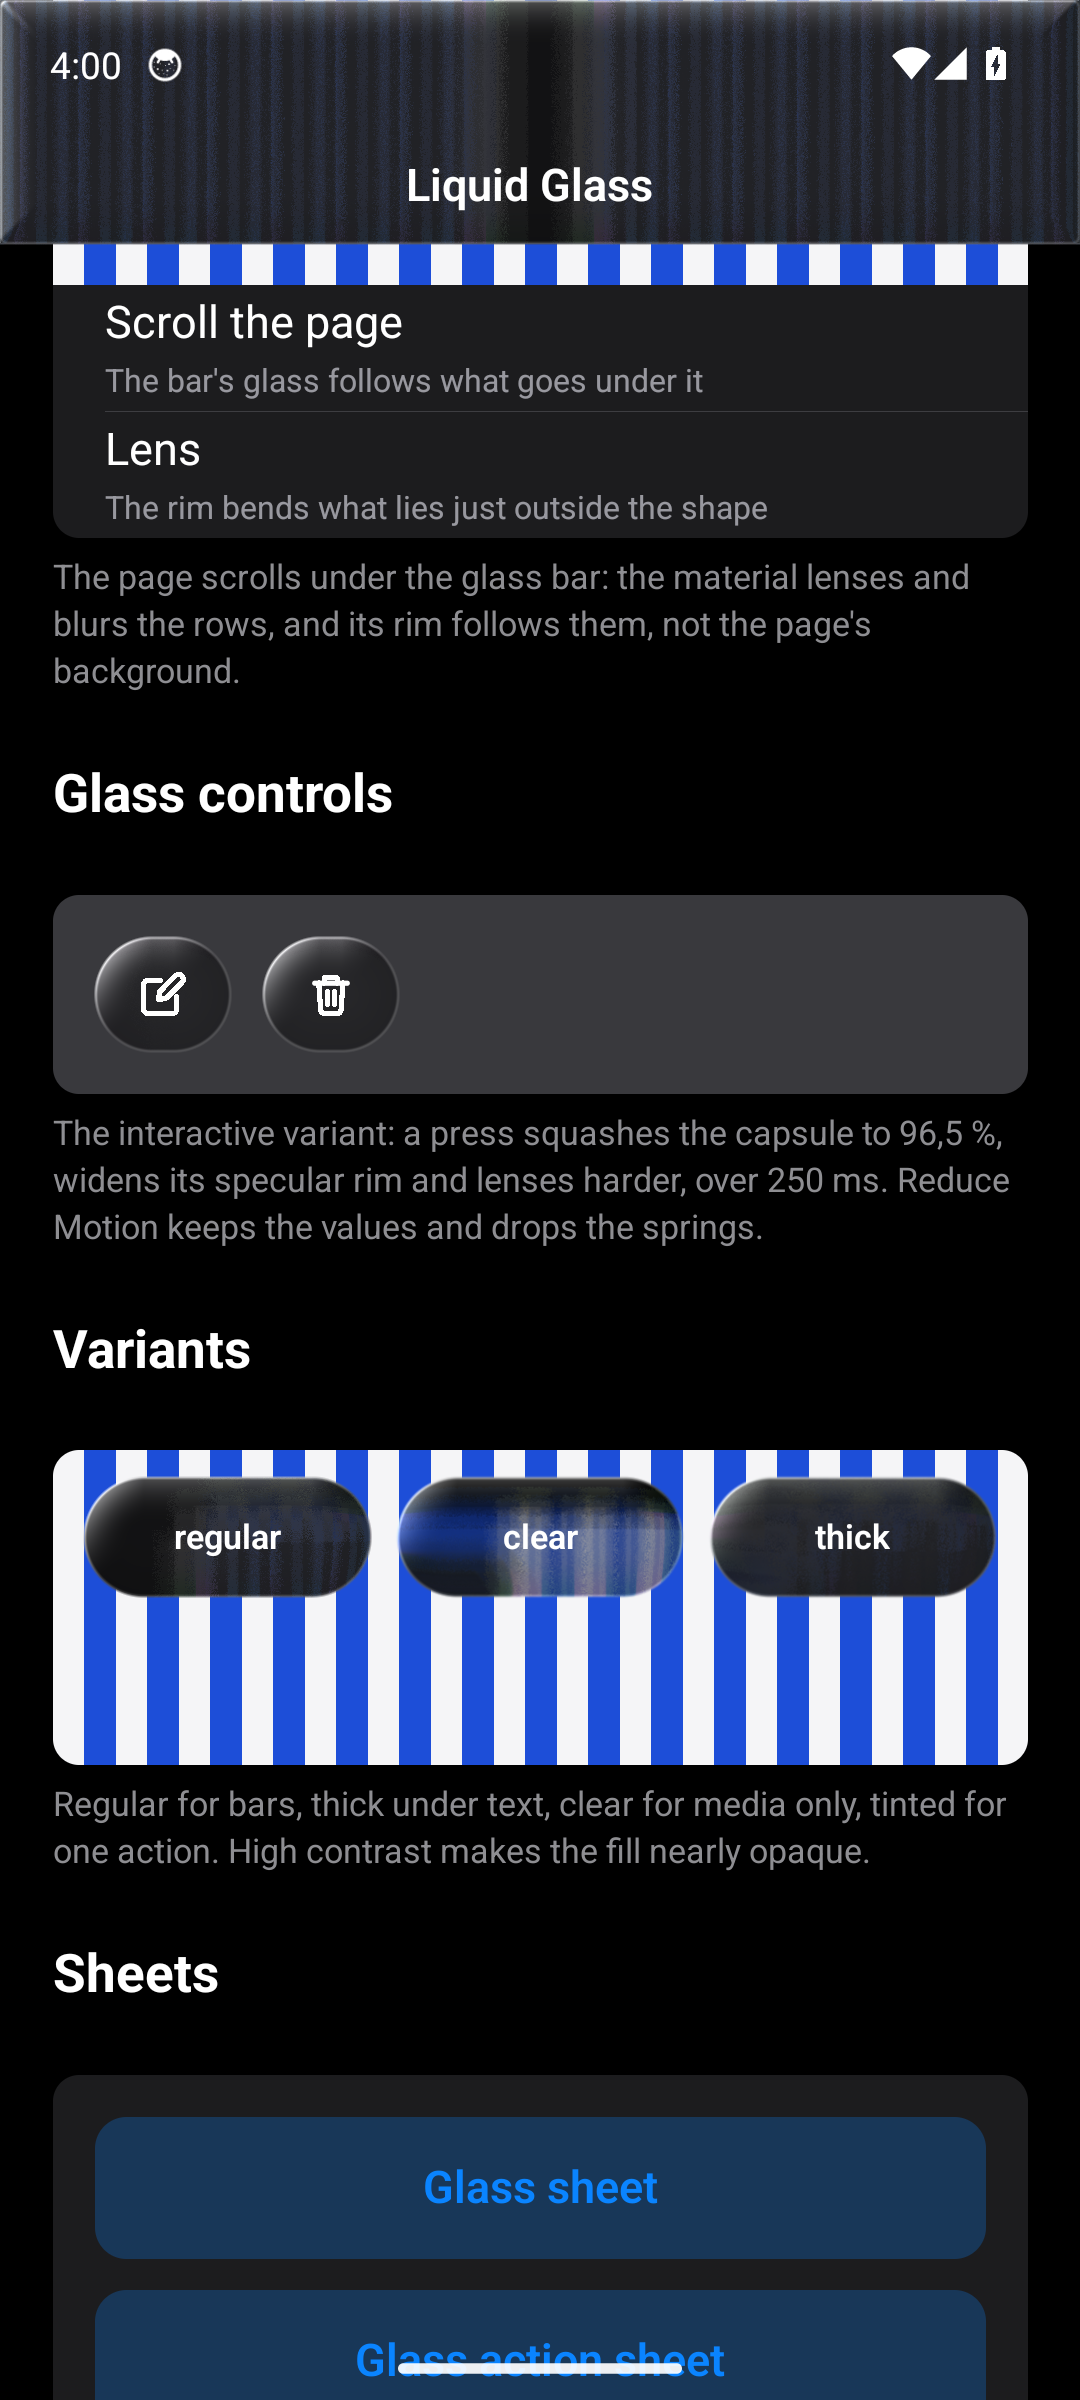 4:00
Liquid Glass
Scroll the page
The bar's glass follows what goes under it
Lens
The rim bends what lies just outside the shape
The page scrolls under the glass bar: the material lenses and
blurs the rows, and its rim follows them, not the page's
background.
Glass controls
The interactive variant: a press squashes the capsule to 96,5 %,
widens its specular rim and lenses harder, over 250 ms. Reduce
Motion keeps the values and drops the springs.
Variants
regular
clear
thick
Regular for bars, thick under text, clear for media only, tinted for
one action. High contrast makes the fill nearly opaque.
Sheets
Glass sheet
Glass action sheet